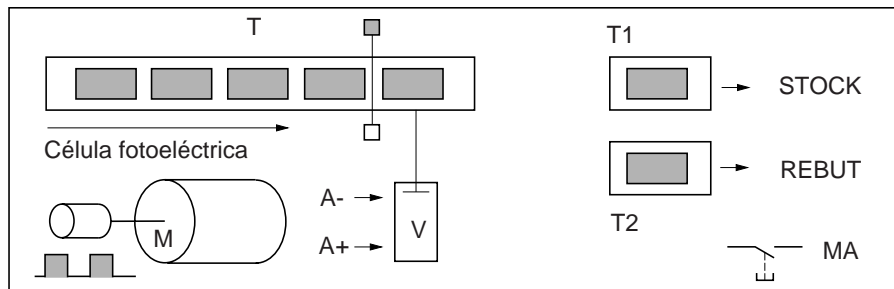 T
T1
STOCK
Célula fotoeléctrica
REBUT
A-
V
M
A+
T2
MA